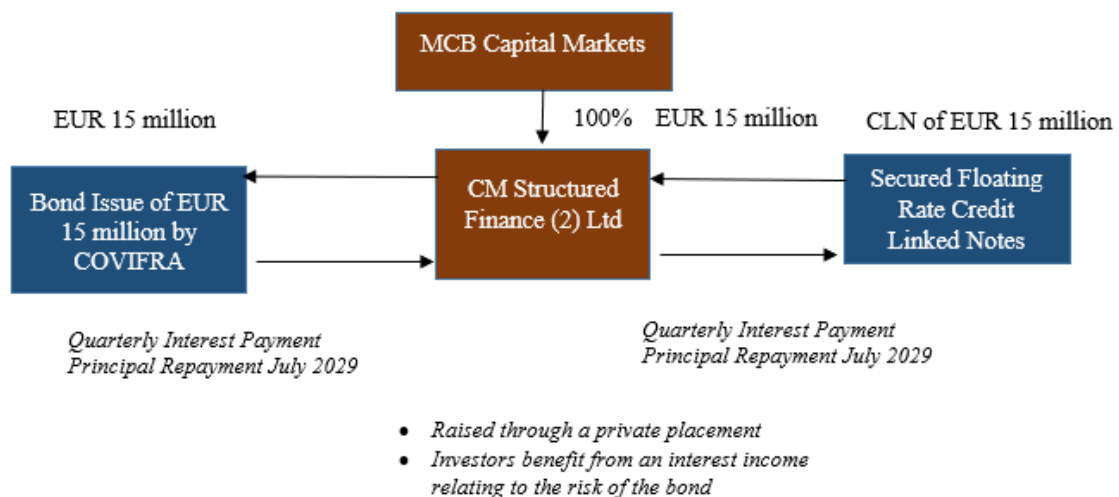 MCB Capital Markets
EUR 15 million
100% EUR 15 million
CLN of EUR 15 million
Bond Issue of EUR
15 million by
COVIFRA
CM Structured
Finance (2) Ltd
Secured Floating
Rate Credit
Linked Notes
Quarterly Interest Payment
Principal Repayment July 2029
Quarterly Interest Payment
Principal Repayment July 2029
• Raised through a private placement
• Investors benefit from an interest income
relating to the risk of the bond